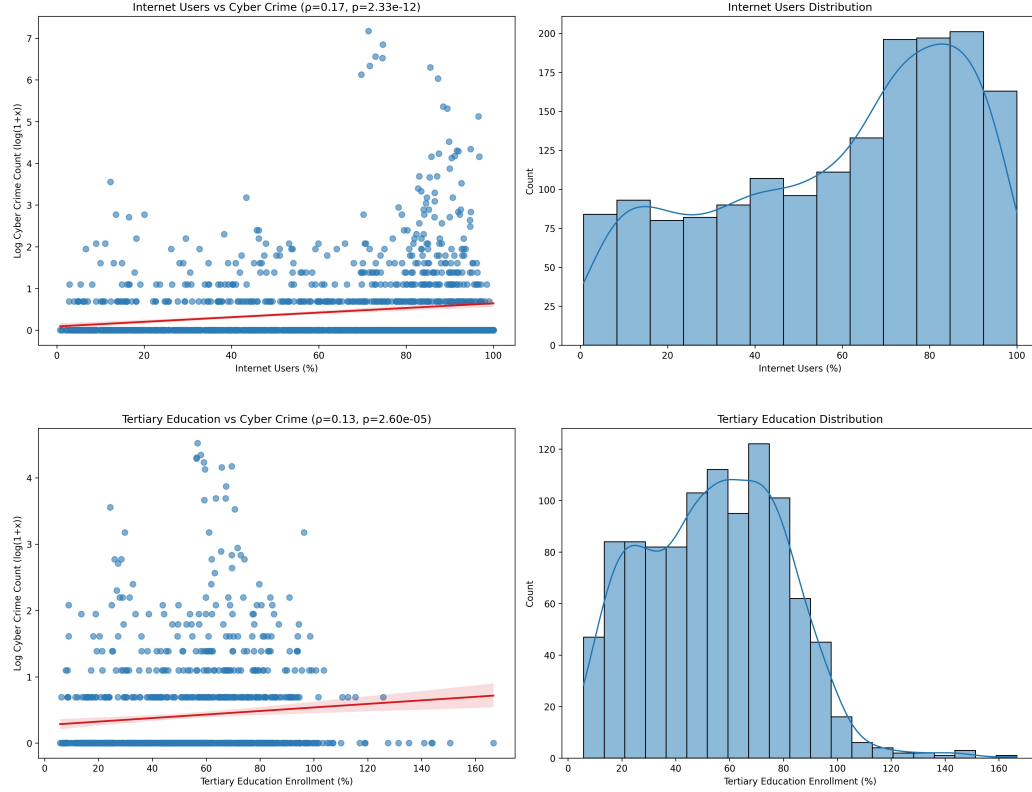 Internet Users vs Cyber Crime (ρ=0.17, p=2.33e-12)
Log Cyber Crime Count (log(1+x))
7
6
5
4
3
2
1
0
0 20 40 60 80 100
Internet Users (%)
Internet Users Distribution
Count
200
175
150
125
100
75
50
25
0
0 20 40 60 80 100
Internet Users (%)
Tertiary Education vs Cyber Crime (ρ=0.13, p=2.60e-05)
Log Cyber Crime Count (log(1+x))
4
3
2
1
0
0 20 40 60 80 100 120 140 160
Tertiary Education Enrollment (%)
Tertiary Education Distribution
Count
120
100
80
60
40
20
0
0 20 40 60 80 100 120 140 160
Tertiary Education Enrollment (%)